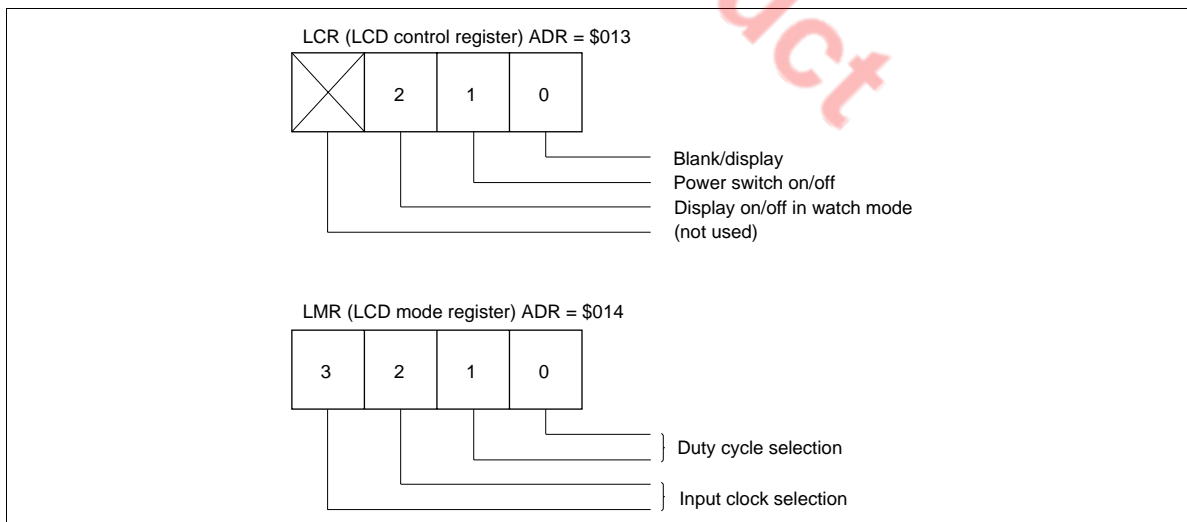 LCR (LCD control register) ADR = $013
2 1 0
Blank/display
Power switch on/off
Display on/off in watch mode
(not used)
LMR (LCD mode register) ADR = $014
3 2 1 0
Duty cycle selection
Input clock selection